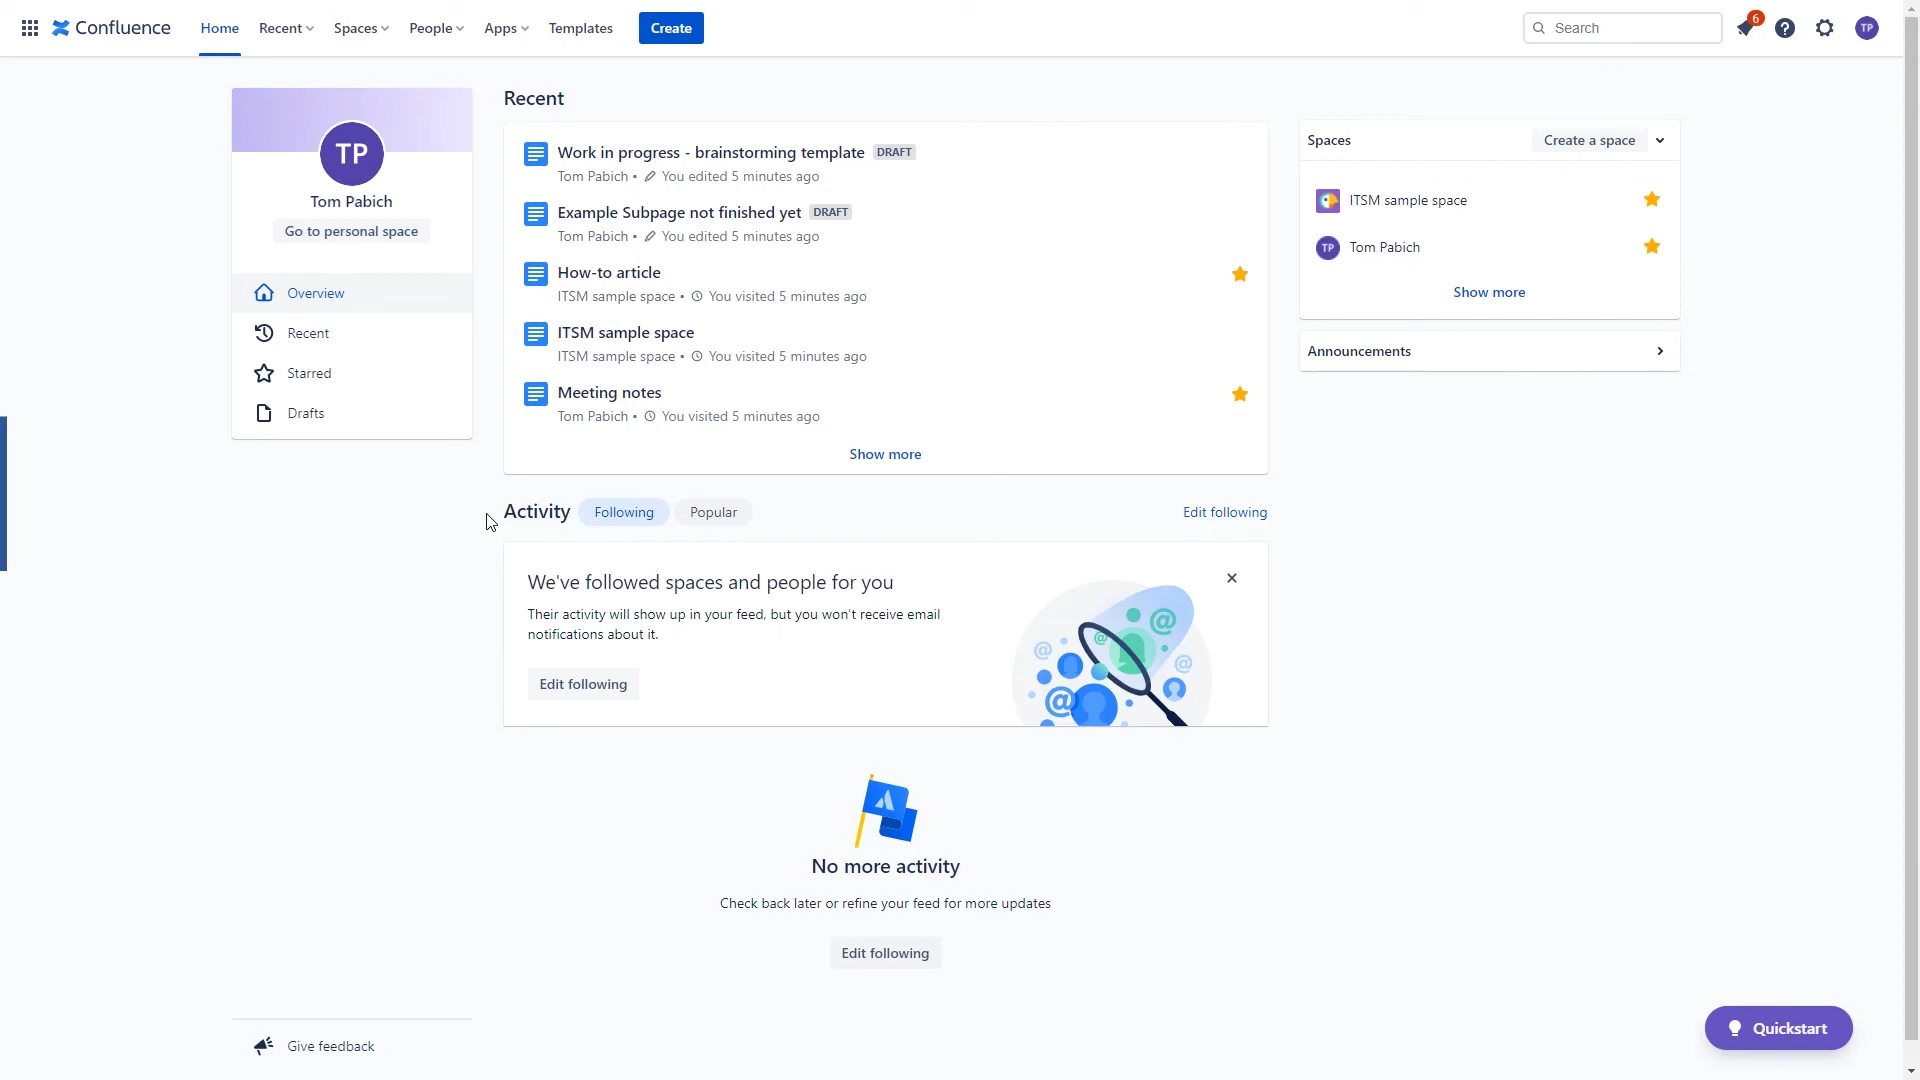 Confluence Home Recent Spaces People Apps Templates Create Search 6 TP
TP
Tom Pabich
Go to personal space
Overview
Recent
Starred
Drafts
Give feedback
Recent
Work in progress - brainstorming template DRAFT
Tom Pabich • You edited 5 minutes ago
Example Subpage not finished yet DRAFT
Tom Pabich • You edited 5 minutes ago
How-to article
ITSM sample space • You visited 5 minutes ago
ITSM sample space
ITSM sample space • You visited 5 minutes ago
Meeting notes
Tom Pabich • You visited 5 minutes ago
Show more
Activity Following Popular Edit following
We've followed spaces and people for you
Their activity will show up in your feed, but you won't receive email
notifications about it.
Edit following
No more activity
Check back later or refine your feed for more updates
Edit following
Spaces Create a space
ITSM sample space
TP Tom Pabich
Show more
Announcements
Quickstart